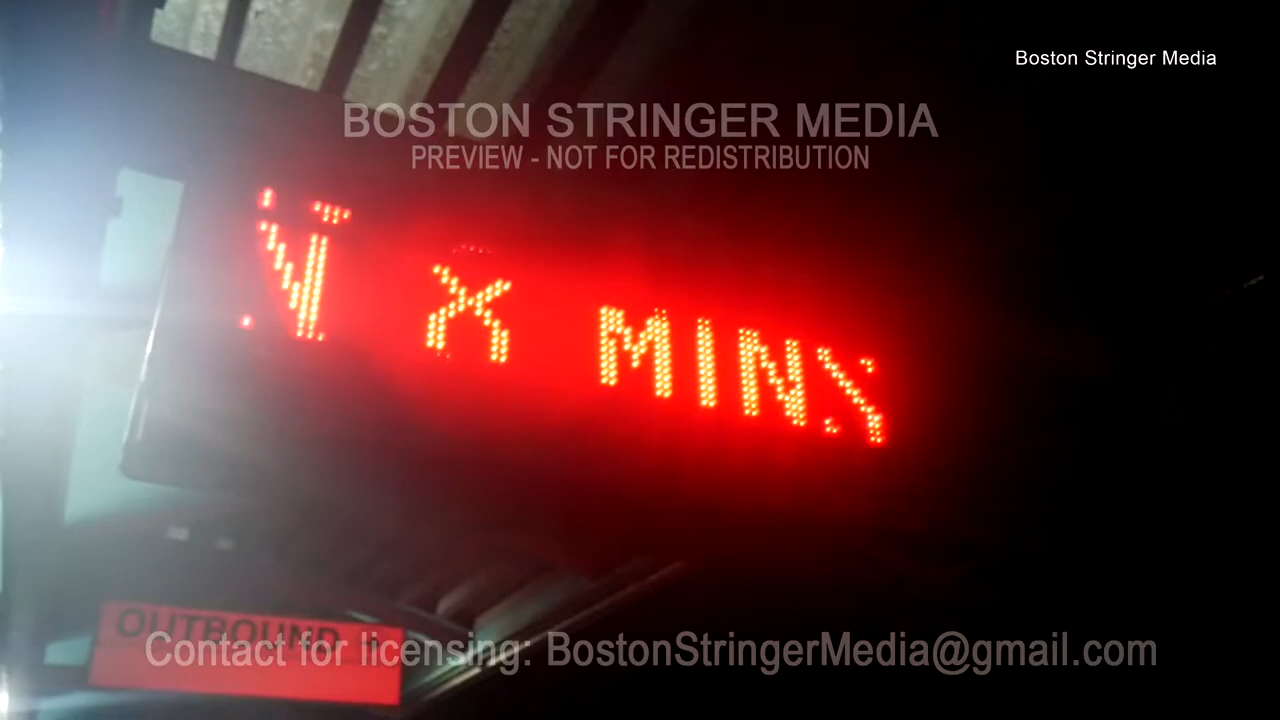 Boston Stringer Media
BOSTON STRINGER MEDIA
PREVIEW - NOT FOR REDISTRIBUTION
MINS
OUTBOUND
Contact for licensing: BostonStringerMedia@gmail.com